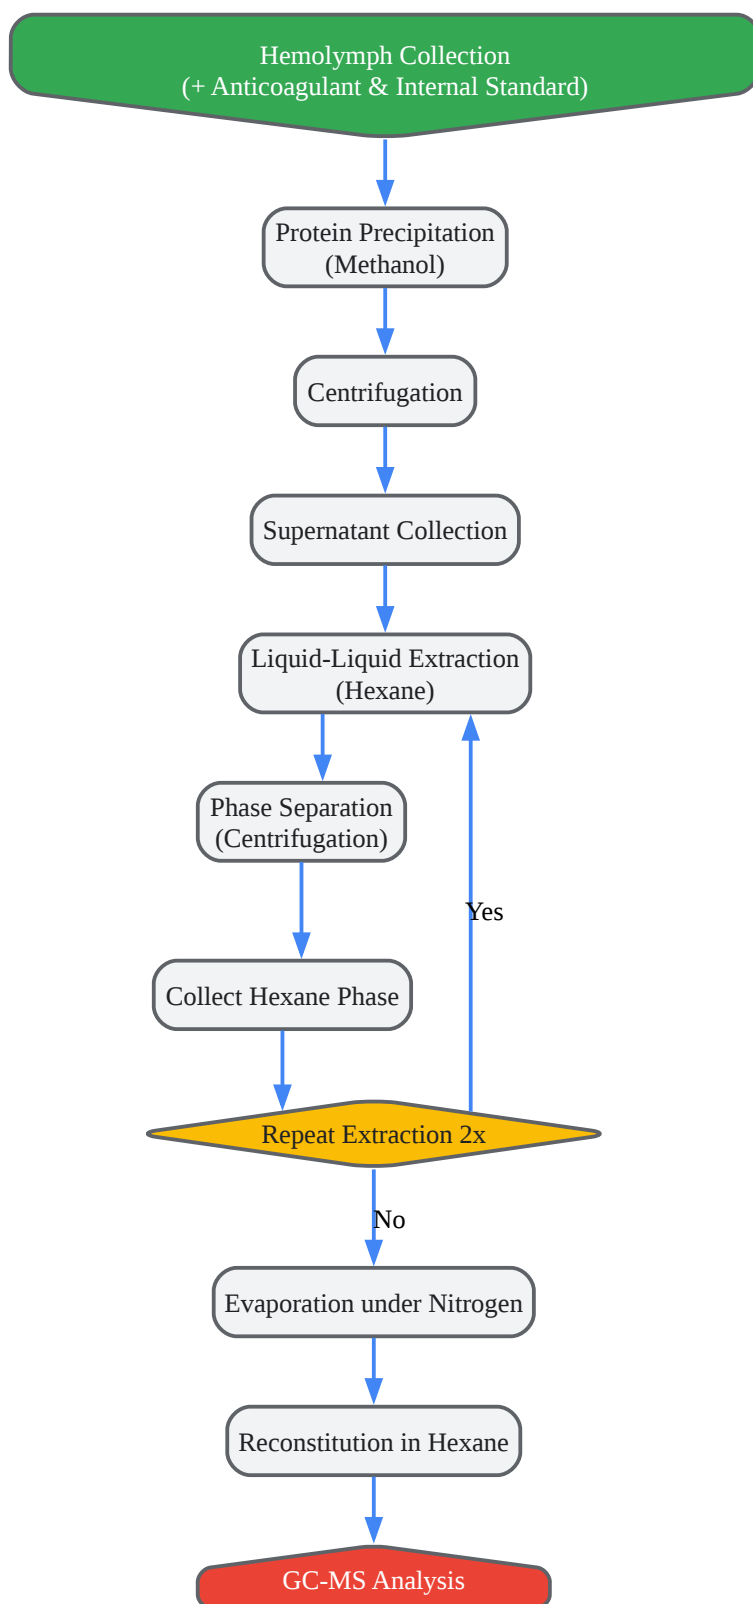 Hemolymph Collection
(+ Anticoagulant & Internal Standard)
Protein Precipitation
(Methanol)
Centrifugation
Supernatant Collection
Liquid-Liquid Extraction
(Hexane)
Phase Separation
(Centrifugation)
Yes
Collect Hexane Phase
Repeat Extraction 2x
No
Evaporation under Nitrogen
Reconstitution in Hexane
GC-MS Analysis